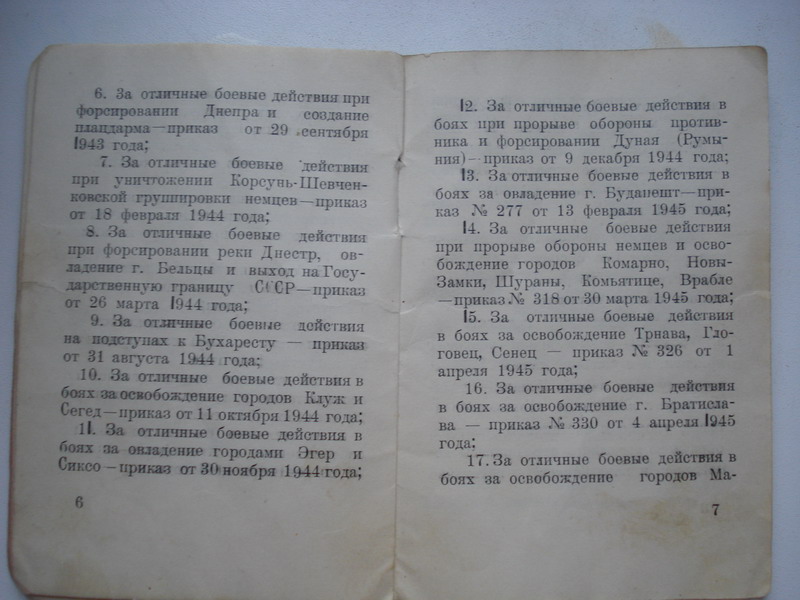 6. За отличные боевые действия при
форсировании Днепра и создание
плацдарма—приказ от 29 сентября
1943 года;
7. За отличные боевые действия
при уничтожении Корсунь-Шевчен-
ковской группировки немцев—приказ
от 18 февраля 1944 года;
8. За отличные боевые действия
при форсировании реки Днестр, ов-
ладение г. Бельцы и выход на Госу-
дарственную границу СССР—приказ
от 26 марта 1944 года;
9. За отличные боевые действия
на подступах к Бухаресту — приказ
от 31 августа 1944 года;
10. За отличные боевые действия в
боях за освобождение городов Клуж и
Сегед—приказ от 11 октября 1944 года;
11. За отличные боевые действия в
боях за овладение городами Эгер и
Сиксо—приказ от 30 ноября 1944 года;
6
12. За отличные боевые действия в
боях при прорыве обороны против-
ника и форсировании Дуная (Румы-
ния)—приказ от 9 декабря 1944 года;
13. За отличные боевые действия в
боях за овладение г. Будапешт—при-
каз № 277 от 13 февраля 1945 года;
14. За отличные боевые действия
при прорыве обороны немцев и осво-
бождение городов Комарно, Новы-
Замки, Шураны, Комьятице, Врабле
—приказ № 318 от 30 марта 1945 года;
15. За отличные боевые действия
в боях за освобождение Трнава, Гло-
говец, Сенец — приказ № 326 от 1
апреля 1945 года;
16. За отличные боевые действия
в боях за освобождение г. Братисла-
ва — приказ № 330 от 4 апреля 1945
года;
17. За отличные боевые действия в
боях за освобождение городов Ма-
7